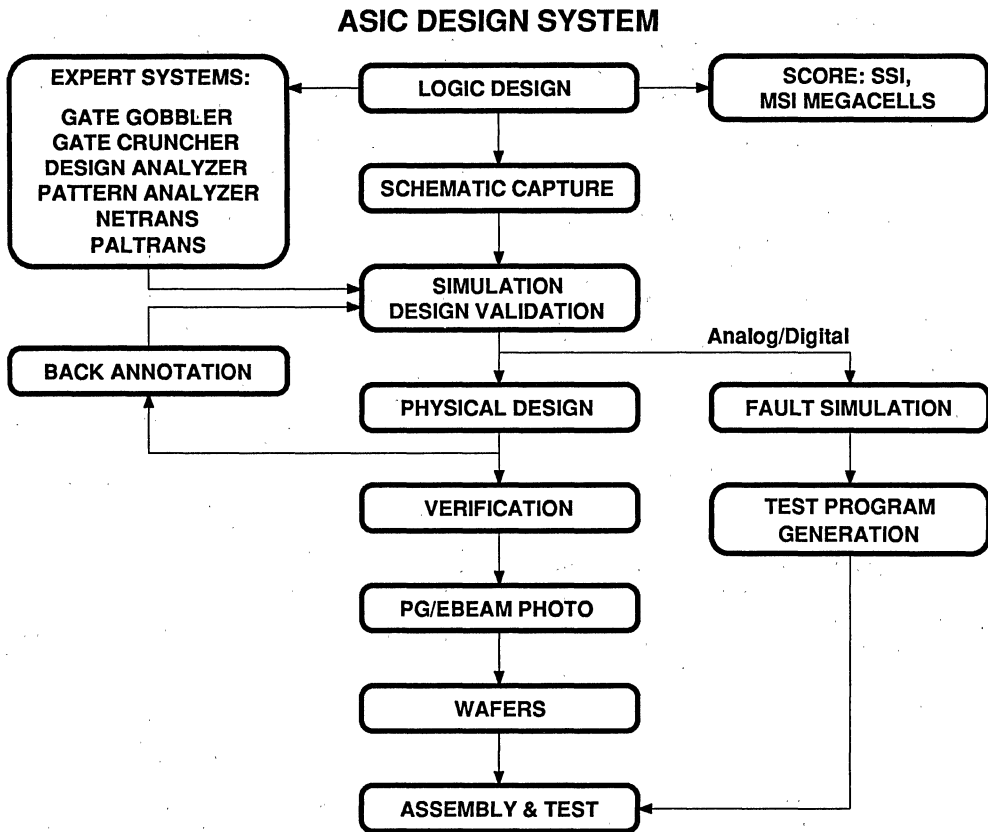 ASIC DESIGN SYSTEM
EXPERT SYSTEMS:
GATE GOBBLER
GATE CRUNCHER
DESIGN ANALYZER
PATTERN ANALYZER
NETRANS
PALTRANS
LOGIC DESIGN
SCORE: SSI,
MSI MEGACELLS
SCHEMATIC CAPTURE
SIMULATION
DESIGN VALIDATION
Analog/Digital
BACK ANNOTATION
PHYSICAL DESIGN
FAULT SIMULATION
VERIFICATION
TEST PROGRAM
GENERATION
PG/EBEAM PHOTO
WAFERS
ASSEMBLY & TEST